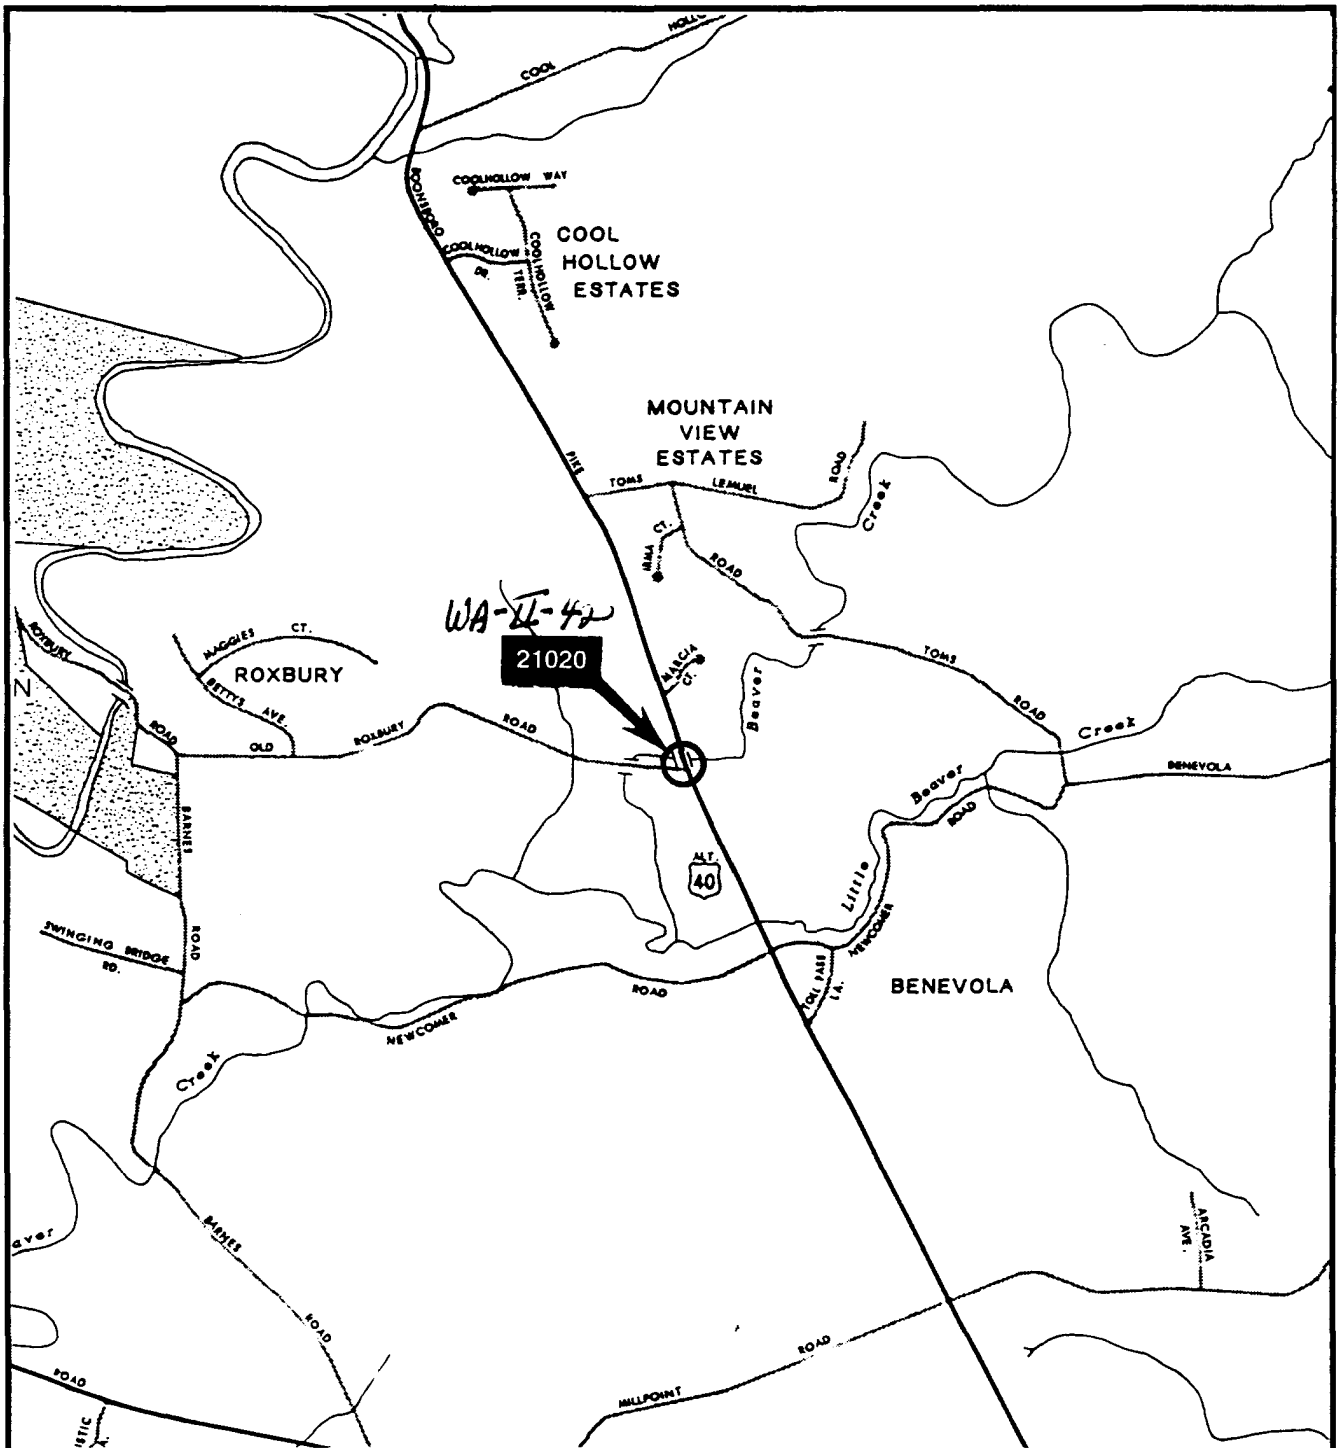 HOLLO
COOL
BOONSBORO
COOLHOLLOW WAY
COOLHOLLOW
DR.
COOLHOLLOW
TERR.
COOL
HOLLOW
ESTATES
MOUNTAIN
VIEW
ESTATES
PIKE
TOMS
LEMUEL
ROAD
Creek
IRMA
CT.
ROAD
WA-II-42
21020
MAGGIES CT.
ROXBURY
ROXBURY
N
BETTYS AVE.
MARCIA
CT.
Beaver
TOMS
ROAD
ROAD
OLD
ROXBURY
ROAD
Creek
BENEVOLA
Beaver
ROAD
BARNES
ALT.
40
Little
NEWCOMER
SWINGING BRIDGE
RD.
ROAD
ROAD
TOLL PASS
LA.
BENEVOLA
NEWCOMER
Creek
aver
BARNES
ROAD
ARCADIA
AVE.
ROAD
MILLPOINT
ROAD
ISTIC